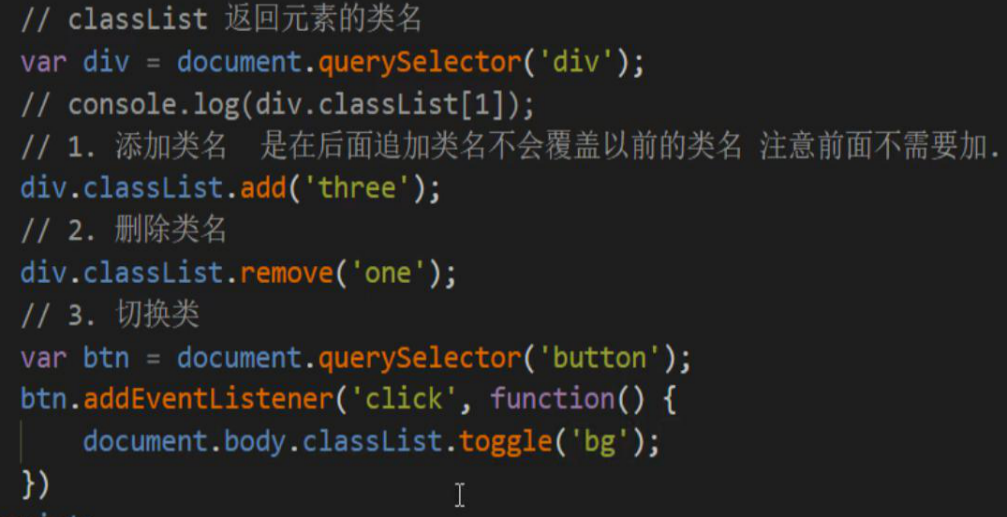 // classList 返回元素的类名
var div = document.querySelector('div');
// console.log(div.classList[1]);
// 1. 添加类名  是在后面追加类名不会覆盖以前的类名 注意前面不需要加.
div.classList.add('three');
// 2. 删除类名
div.classList.remove('one');
// 3. 切换类
var btn = document.querySelector('button');
btn.addEventListener('click', function() {
    document.body.classList.toggle('bg');
})